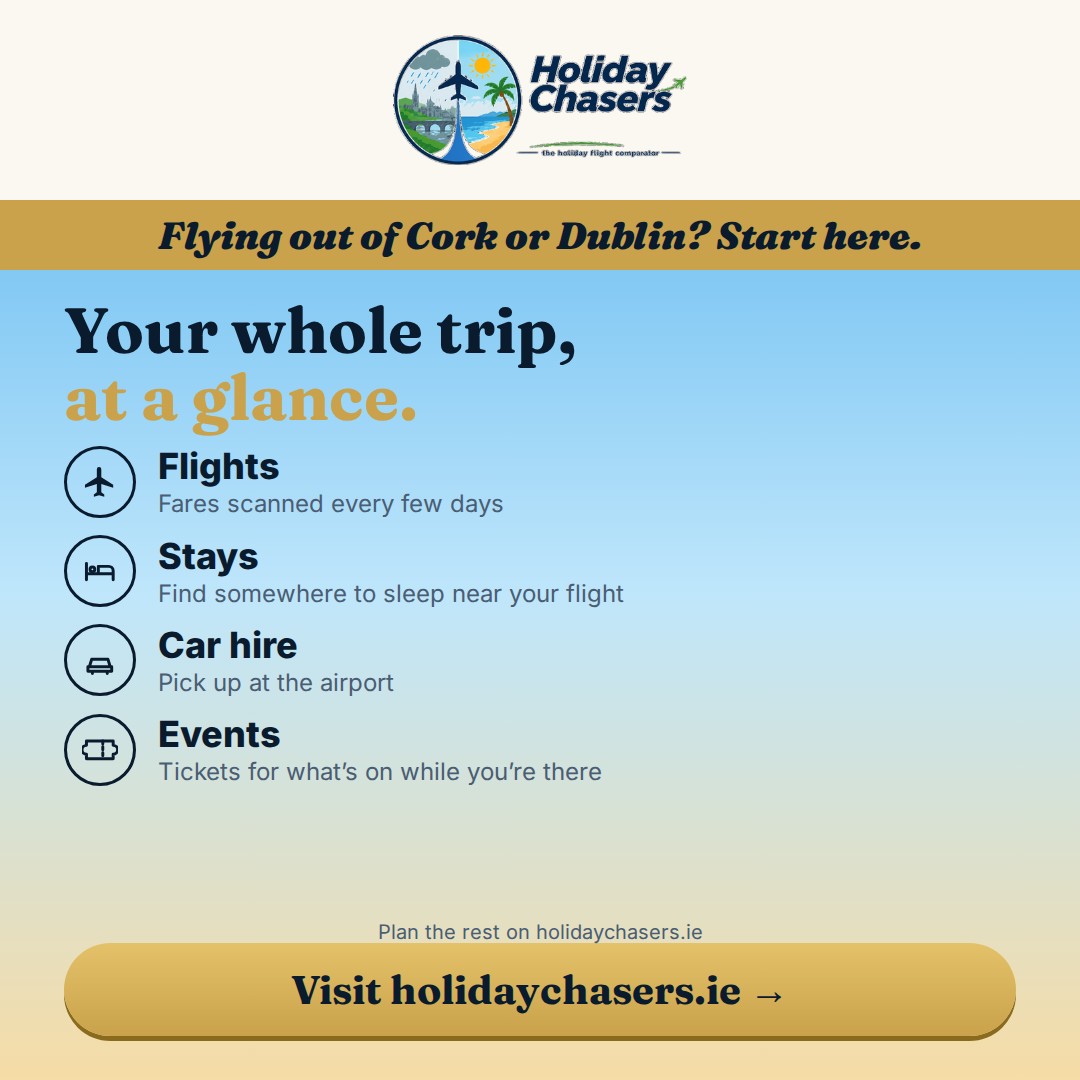 Holiday
Chasers
the holiday flight comparator
Flying out of Cork or Dublin? Start here.
Your whole trip,
at a glance.
Flights
Fares scanned every few days
Stays
Find somewhere to sleep near your flight
Car hire
Pick up at the airport
Events
Tickets for what’s on while you’re there
Plan the rest on holidaychasers.ie
Visit holidaychasers.ie →